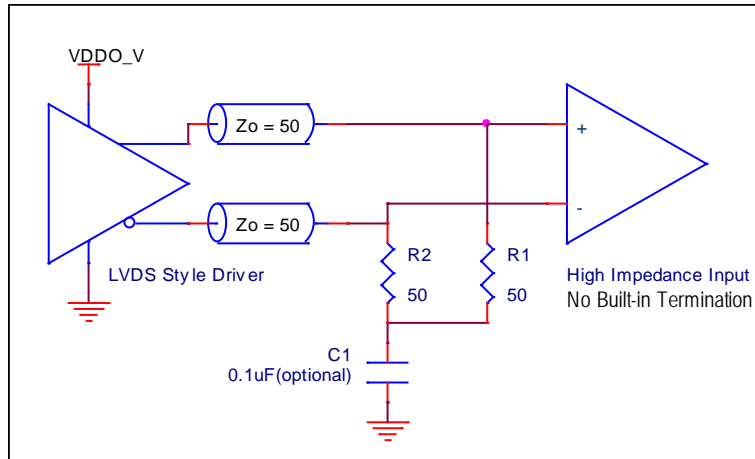 VDDO_V
Zo = 50
+
Zo = 50
-
R2
R1
LVDS Style Driver
50
50
High Impedance Input
No Built-in Termination
C1
0.1uF(optional)